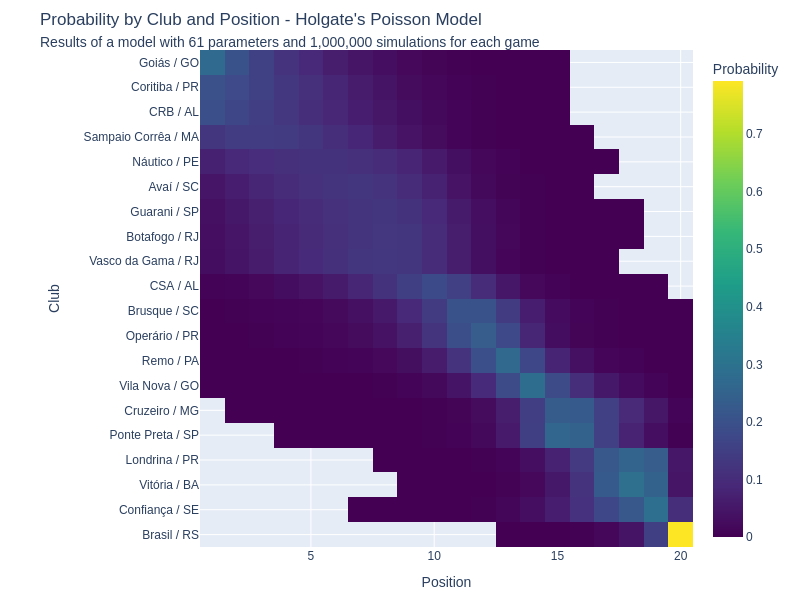 Probability by Club and Position - Holgate's Poisson Model
Results of a model with 61 parameters and 1,000,000 simulations for each game
Probability
Goiás / GO
Coritiba / PR
CRB / AL
Sampaio Corrêa / MA
Náutico / PE
Avaí / SC
Guarani / SP
Botafogo / RJ
Vasco da Gama / RJ
CSA / AL
Brusque / SC
Operário / PR
Remo / PA
Vila Nova / GO
Cruzeiro / MG
Ponte Preta / SP
Londrina / PR
Vitória / BA
Confiança / SE
Brasil / RS
Club
5
10
15
20
Position
0.7
0.6
0.5
0.4
0.3
0.2
0.1
0